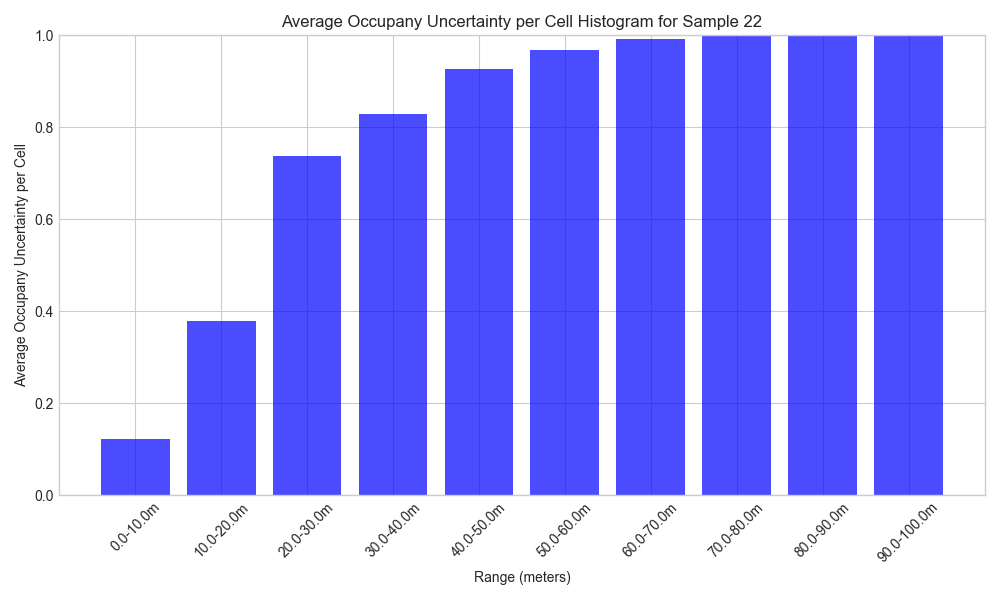 Average Occupany Uncertainty per Cell Histogram for Sample 22
Average Occupany Uncertainty per Cell
1.0
0.8
0.6
0.4
0.2
0.0
0.0-10.0m
10.0-20.0m
20.0-30.0m
30.0-40.0m
40.0-50.0m
50.0-60.0m
60.0-70.0m
70.0-80.0m
80.0-90.0m
90.0-100.0m
Range (meters)